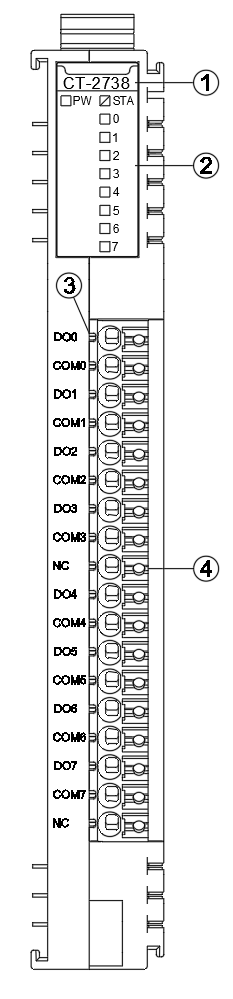 CT-2738
1
PW STA
0
1
2
2
3
4
5
6
7
3
DO0
COM0
DO1
COM1
DO2
COM2
DO3
COM3
NC
4
DO4
COM4
DO5
COM5
DO6
COM6
DO7
COM7
NC